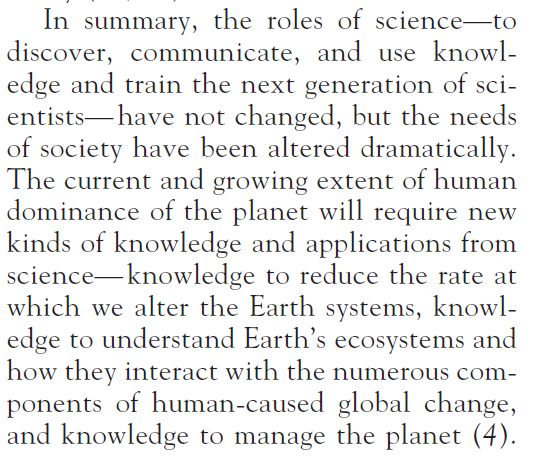 In summary, the roles of science—to
discover, communicate, and use knowl-
edge and train the next generation of sci-
entists—have not changed, but the needs
of society have been altered dramatically.
The current and growing extent of human
dominance of the planet will require new
kinds of knowledge and applications from
science—knowledge to reduce the rate at
which we alter the Earth systems, knowl-
edge to understand Earth's ecosystems and
how they interact with the numerous com-
ponents of human-caused global change,
and knowledge to manage the planet (4).